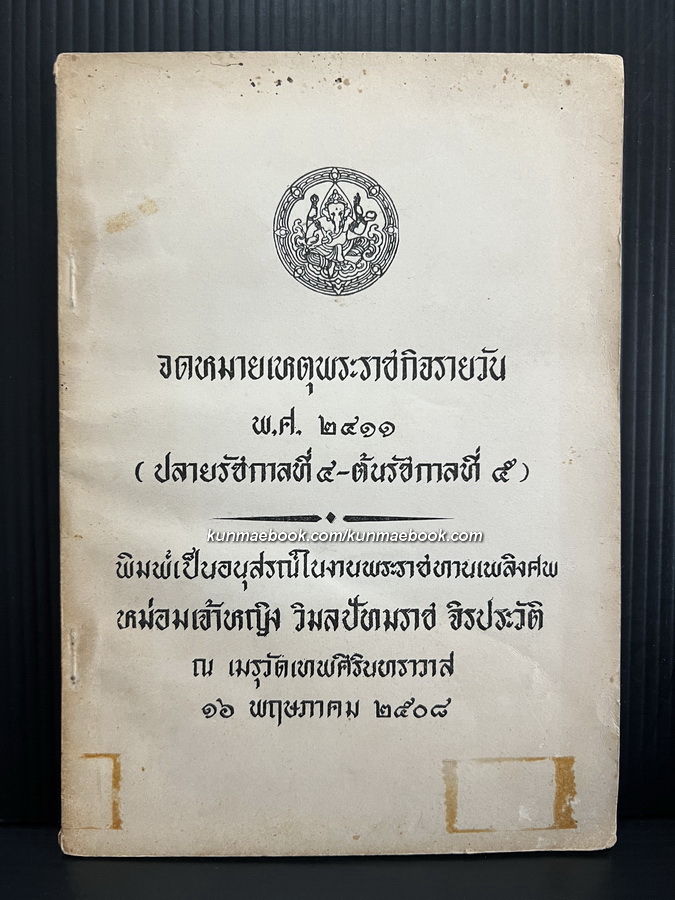 จดหมายเหตุพระราชกิจรายวัน
พ.ศ. ๒๔๑๑
( ปลายรัชกาลที่ ๔-ต้นรัชกาลที่ ๕ )
kunmaebook.com/kunmaebook.com
พิมพ์เป็นอนุสรณ์ในงานพระราชทานเพลิงศพ
หม่อมเจ้าหญิง วิมลปัทมราช จิรประวัติ
ณ เมรุวัดเทพศิรินทราวาส
๑๖ พฤษภาคม ๒๕๐๘